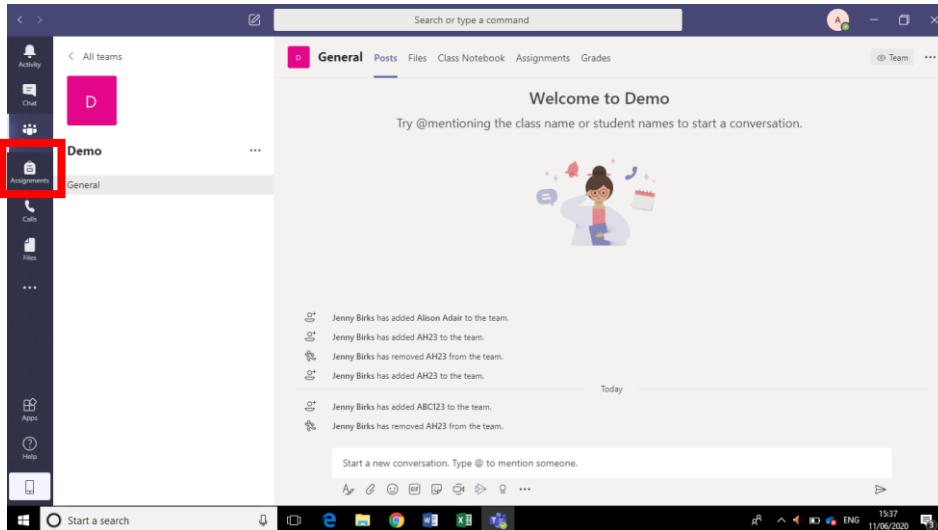 Search or type a command
A
Activity
Chat
Assignments
Calls
Files
Apps
Help
All teams
D
Demo
General
D General Posts Files Class Notebook Assignments Grades
Team
Welcome to Demo
Try @mentioning the class name or student names to start a conversation.
Jenny Birks has added Alison Adair to the team.
Jenny Birks has added AH23 to the team.
Jenny Birks has removed AH23 from the team.
Jenny Birks has added AH23 to the team.
Today
Jenny Birks has added ABC123 to the team.
Jenny Birks has removed AH23 from the team.
Start a new conversation. Type @ to mention someone.
GIF
Start a search
ENG
15:37
11/06/2020